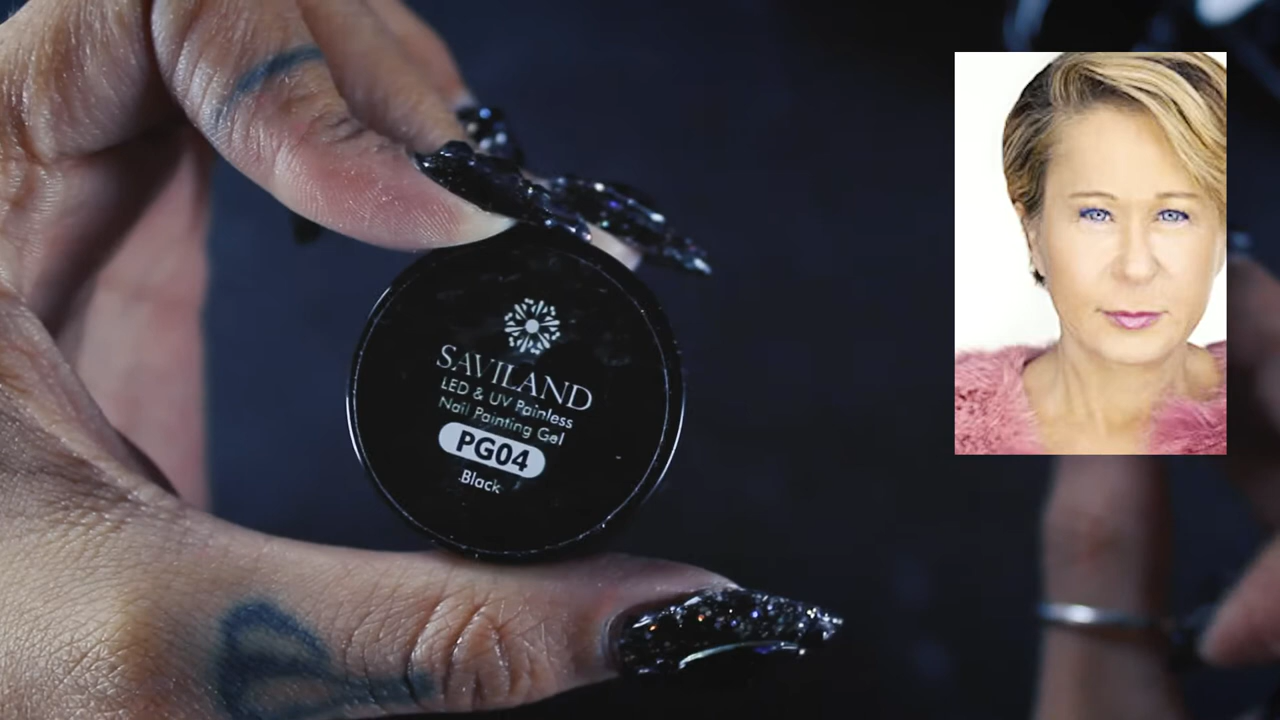 SAVILAND
LED & UV Painless
Nail Painting Gel
PG04
Black